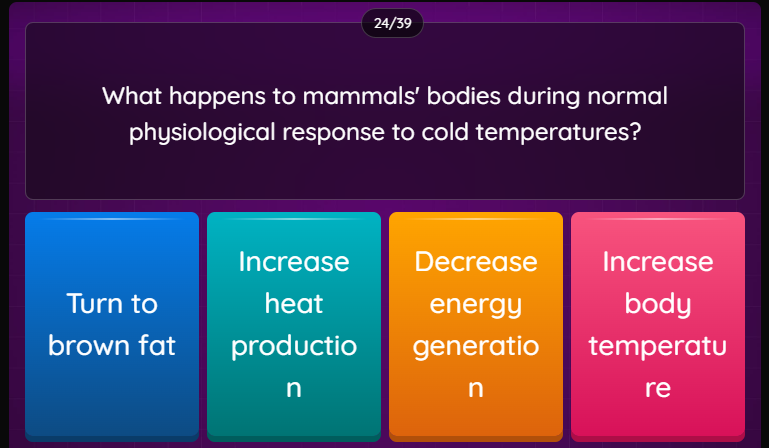 24/39
What happens to mammals' bodies during normal
physiological response to cold temperatures?
Turn to
brown fat
Increase
heat
productio
n
Decrease
energy
generatio
n
Increase
body
temperatu
re